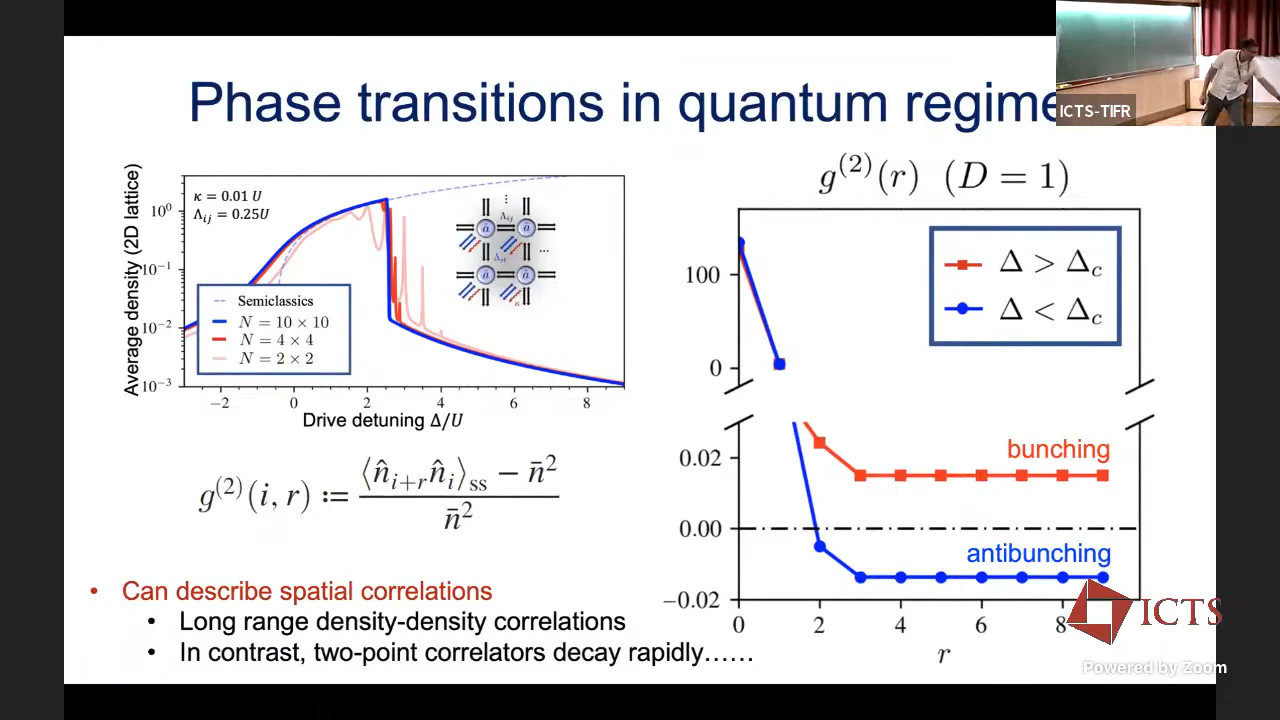 Phase transitions in quantum regime
ICTS-TIFR
Average density (2D lattice)
κ = 0.01 U
Λ_ij = 0.25U
10^0
10^−1
10^−2
10^−3
Semiclassics
N = 10 × 10
N = 4 × 4
N = 2 × 2
Λ_ij
Λ_ii
â â
â â
κ
−2 0 2 4 6 8
Drive detuning Δ/U
g^(2)(i, r) ≔ (⟨n̂_{i+r} n̂_i⟩_ss − n̄^2) / n̄^2
g^(2)(r) (D = 1)
Δ > Δ_c
Δ < Δ_c
100
0
0.02
0.00
−0.02
bunching
antibunching
0 2 4 6 8
r
• Can describe spatial correlations
• Long range density-density correlations
• In contrast, two-point correlators decay rapidly……
ICTS
Powered by Zoom